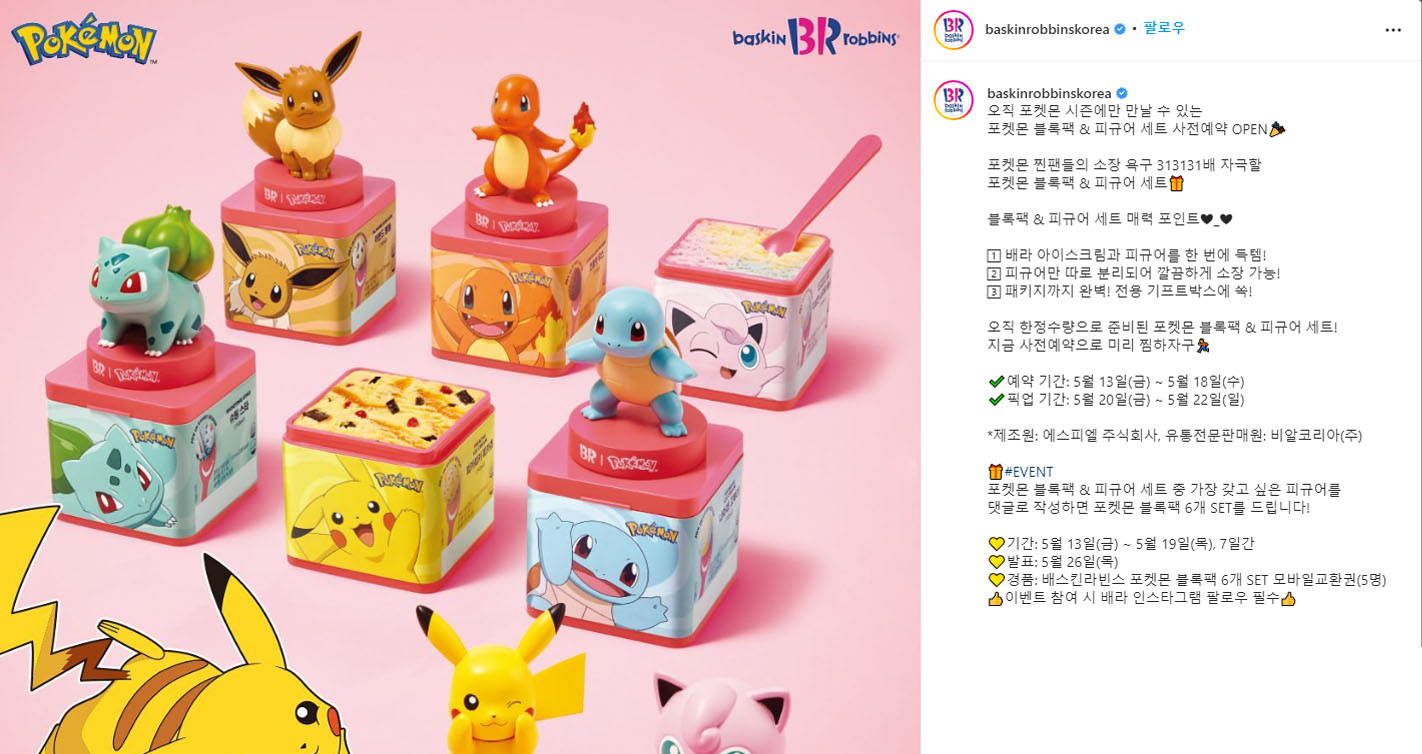 POKÉMON
TM
baskin BR robbins
BR | POKÉMON
POKÉMON
BR | POKÉMON
POKÉMON
BR | POKÉMON
POKÉMON
POKÉMON
POKÉMON
BR | POKÉMON
POKÉMON
baskinrobbinskorea • 팔로우
baskinrobbinskorea
오직 포켓몬 시즌에만 만날 수 있는
포켓몬 블록팩 & 피규어 세트 사전예약 OPEN🎉
포켓몬 찐팬들의 소장 욕구 313131배 자극할
포켓몬 블록팩 & 피규어 세트🎁
블록팩 & 피규어 세트 매력 포인트♥_♥
1 배라 아이스크림과 피규어를 한 번에 득템!
2 피규어만 따로 분리되어 깔끔하게 소장 가능!
3 패키지까지 완벽! 전용 기프트박스에 쏙!
오직 한정수량으로 준비된 포켓몬 블록팩 & 피규어 세트!
지금 사전예약으로 미리 찜하자구🏃
✔예약 기간: 5월 13일(금) ~ 5월 18일(수)
✔픽업 기간: 5월 20일(금) ~ 5월 22일(일)
*제조원: 에스피엘 주식회사, 유통전문판매원: 비알코리아(주)
🎁#EVENT
포켓몬 블록팩 & 피규어 세트 중 가장 갖고 싶은 피규어를
댓글로 작성하면 포켓몬 블록팩 6개 SET를 드립니다!
💛기간: 5월 13일(금) ~ 5월 19일(목), 7일간
💛발표: 5월 26일(목)
💛경품: 배스킨라빈스 포켓몬 블록팩 6개 SET 모바일교환권(5명)
👍이벤트 참여 시 배라 인스타그램 팔로우 필수👍